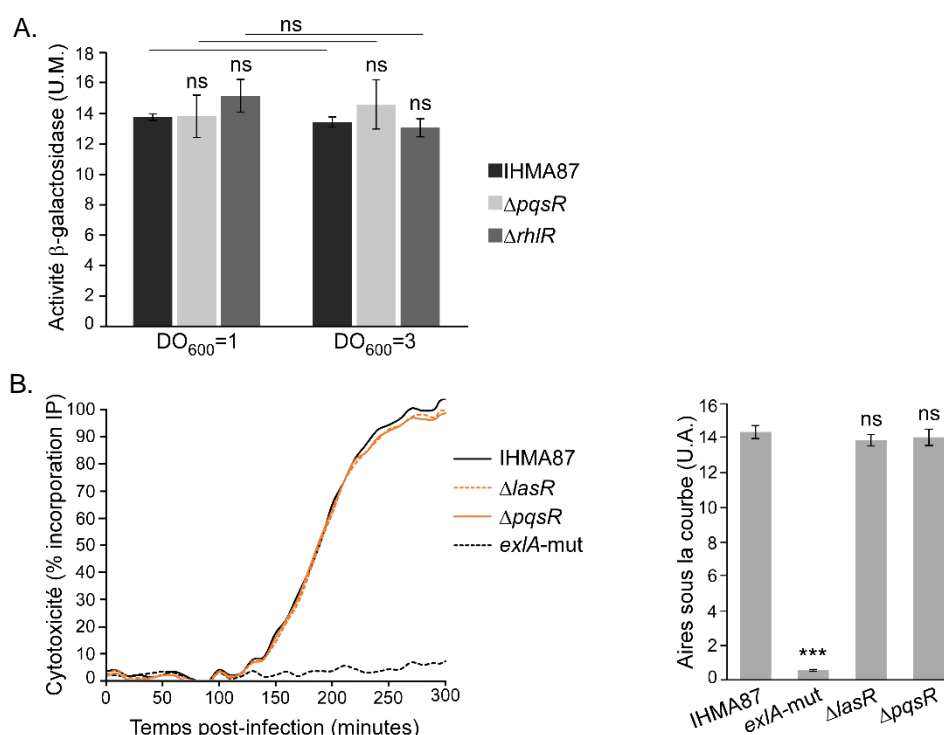 A.
ns
ns
ns
ns
ns
Activité β-galactosidase (U.M.)
18
16
14
12
10
8
6
4
2
0
DO600=1
DO600=3
IHMA87
ΔpqsR
ΔrhlR
B.
Cytotoxicité (% incorporation IP)
100
90
80
70
60
50
40
30
20
10
0
0 50 100 150 200 250 300
Temps post-infection (minutes)
IHMA87
ΔlasR
ΔpqsR
exlA-mut
Aires sous la courbe (U.A.)
16
14
12
10
8
6
4
2
0
***
ns
ns
IHMA87
exlA-mut
ΔlasR
ΔpqsR